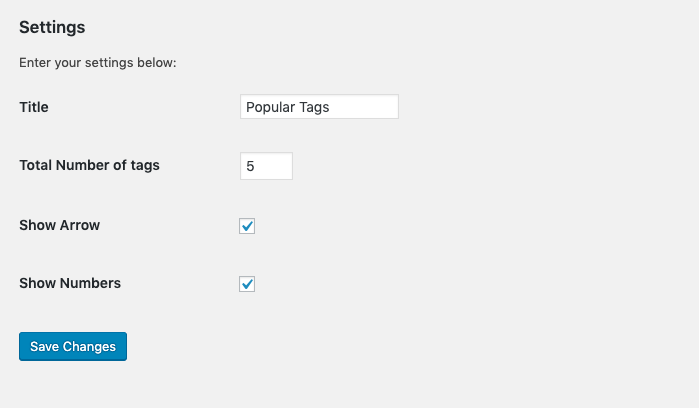 Settings
Enter your settings below:
Title Popular Tags
Total Number of tags 5
Show Arrow
Show Numbers
Save Changes